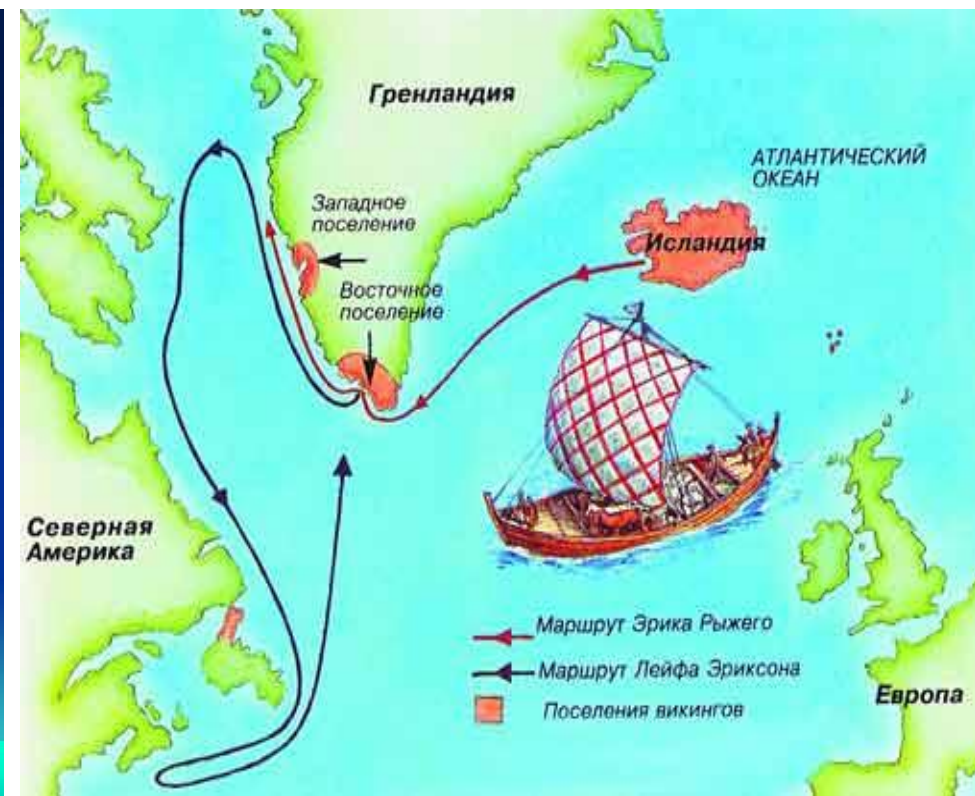 Гренландия
АТЛАНТИЧЕСКИЙ
ОКЕАН
Западное
поселение
Исландия
Восточное
поселение
Северная
Америка
Маршрут Эрика Рыжего
Маршрут Лейфа Эриксона
Поселения викингов
Европа